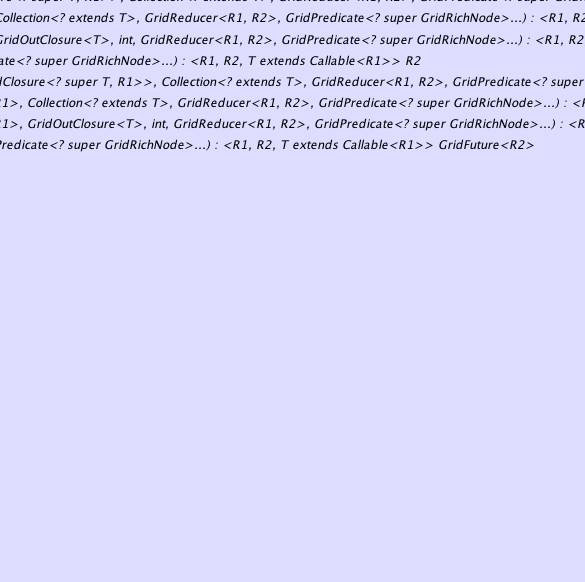 Collection<? extends T>, GridReducer<R1, R2>, GridPredicate<? super GridRichNode>...) : <R1, R2
GridOutClosure<T>, int, GridReducer<R1, R2>, GridPredicate<? super GridRichNode>...) : <R1, R2
ate<? super GridRichNode>...) : <R1, R2, T extends Callable<R1>> R2
dClosure<? super T, R1>>, Collection<? extends T>, GridReducer<R1, R2>, GridPredicate<? super
1>, Collection<? extends T>, GridReducer<R1, R2>, GridPredicate<? super GridRichNode>...) : <R
1>, GridOutClosure<T>, int, GridReducer<R1, R2>, GridPredicate<? super GridRichNode>...) : <R
Predicate<? super GridRichNode>...) : <R1, R2, T extends Callable<R1>> GridFuture<R2>